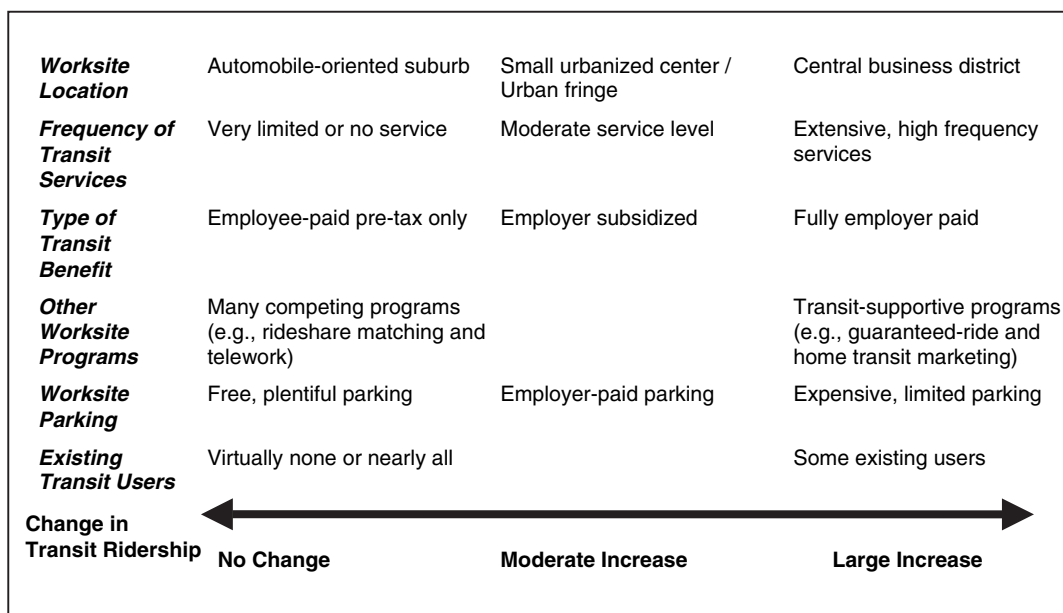 Worksite Location Automobile-oriented suburb Small urbanized center / Urban fringe Central business district
Frequency of Transit Services Very limited or no service Moderate service level Extensive, high frequency services
Type of Transit Benefit Employee-paid pre-tax only Employer subsidized Fully employer paid
Other Worksite Programs Many competing programs (e.g., rideshare matching and telework) Transit-supportive programs (e.g., guaranteed-ride and home transit marketing)
Worksite Parking Free, plentiful parking Employer-paid parking Expensive, limited parking
Existing Transit Users Virtually none or nearly all Some existing users
Change in Transit Ridership No Change Moderate Increase Large Increase